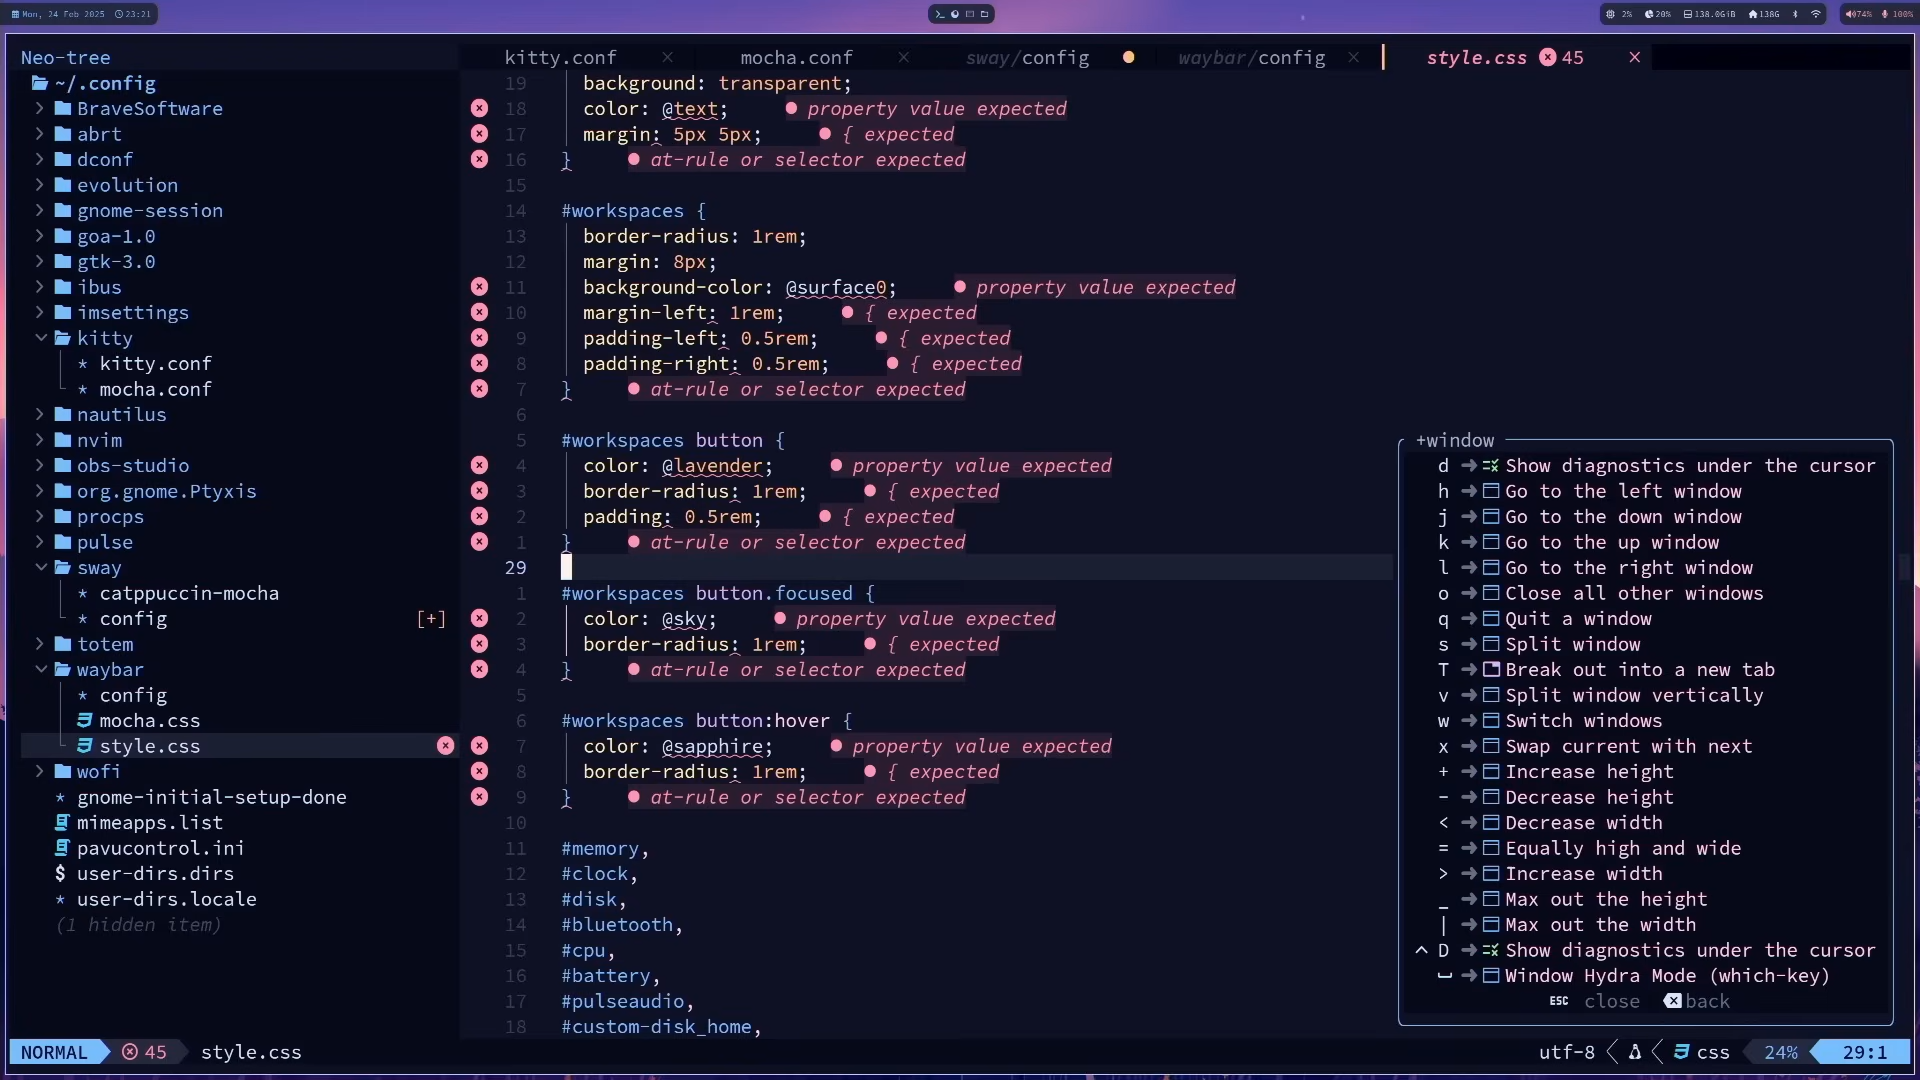 Mon, 24 Feb 2025 23:21
2% 20% 138.0GiB 138G 74% 100%
Neo-tree
~/.config
BraveSoftware
abrt
dconf
evolution
gnome-session
goa-1.0
gtk-3.0
ibus
imsettings
kitty
* kitty.conf
* mocha.conf
nautilus
nvim
obs-studio
org.gnome.Ptyxis
procps
pulse
sway
* catppuccin-mocha
* config [+]
totem
waybar
* config
mocha.css
style.css
wofi
* gnome-initial-setup-done
mimeapps.list
pavucontrol.ini
$ user-dirs.dirs
* user-dirs.locale
(1 hidden item)
kitty.conf × mocha.conf × sway/config waybar/config × style.css 45 ×
19 background: transparent;
18 color: @text; property value expected
17 margin: 5px 5px; { expected
16 } at-rule or selector expected
15
14 #workspaces {
13 border-radius: 1rem;
12 margin: 8px;
11 background-color: @surface0; property value expected
10 margin-left: 1rem; { expected
9 padding-left: 0.5rem; { expected
8 padding-right: 0.5rem; { expected
7 } at-rule or selector expected
6
5 #workspaces button {
4 color: @lavender; property value expected
3 border-radius: 1rem; { expected
2 padding: 0.5rem; { expected
1 } at-rule or selector expected
29
1 #workspaces button.focused {
2 color: @sky; property value expected
3 border-radius: 1rem; { expected
4 } at-rule or selector expected
5
6 #workspaces button:hover {
7 color: @sapphire; property value expected
8 border-radius: 1rem; { expected
9 } at-rule or selector expected
10
11 #memory,
12 #clock,
13 #disk,
14 #bluetooth,
15 #cpu,
16 #battery,
17 #pulseaudio,
18 #custom-disk_home,
+window
d → Show diagnostics under the cursor
h → Go to the left window
j → Go to the down window
k → Go to the up window
l → Go to the right window
o → Close all other windows
q → Quit a window
s → Split window
T → Break out into a new tab
v → Split window vertically
w → Switch windows
x → Swap current with next
+ → Increase height
- → Decrease height
< → Decrease width
= → Equally high and wide
> → Increase width
_ → Max out the height
| → Max out the width
^ D → Show diagnostics under the cursor
␣ → Window Hydra Mode (which-key)
ESC close back
NORMAL 45 style.css utf-8 css 24% 29:1